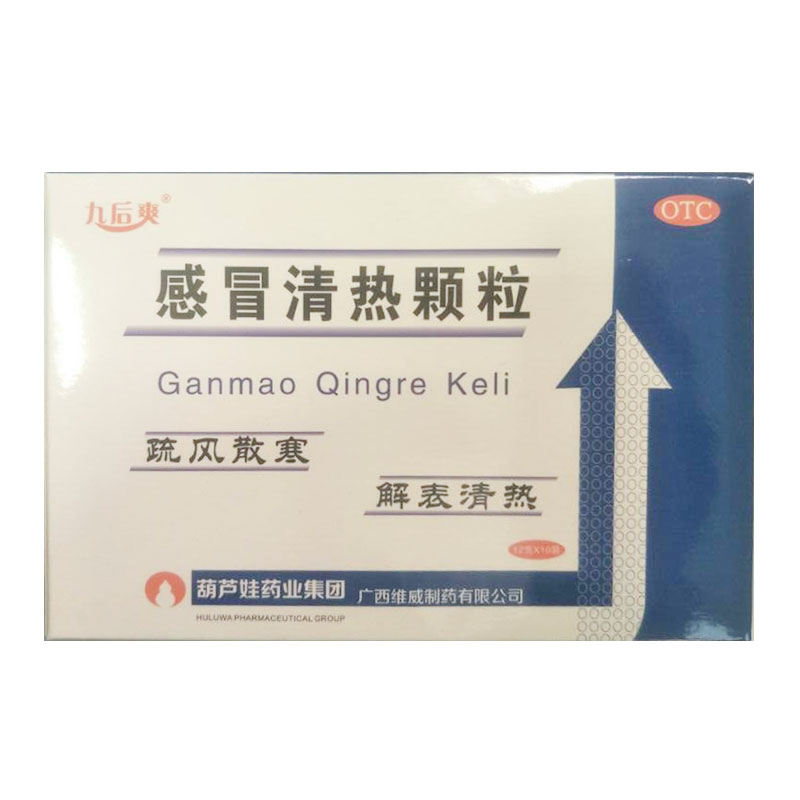 九后爽®
OTC
感冒清热颗粒
Ganmao Qingre Keli
疏风散寒
解表清热
12克X10袋
葫芦娃药业集团 广西维威制药有限公司
HULUWA PHARMACEUTICAL GROUP